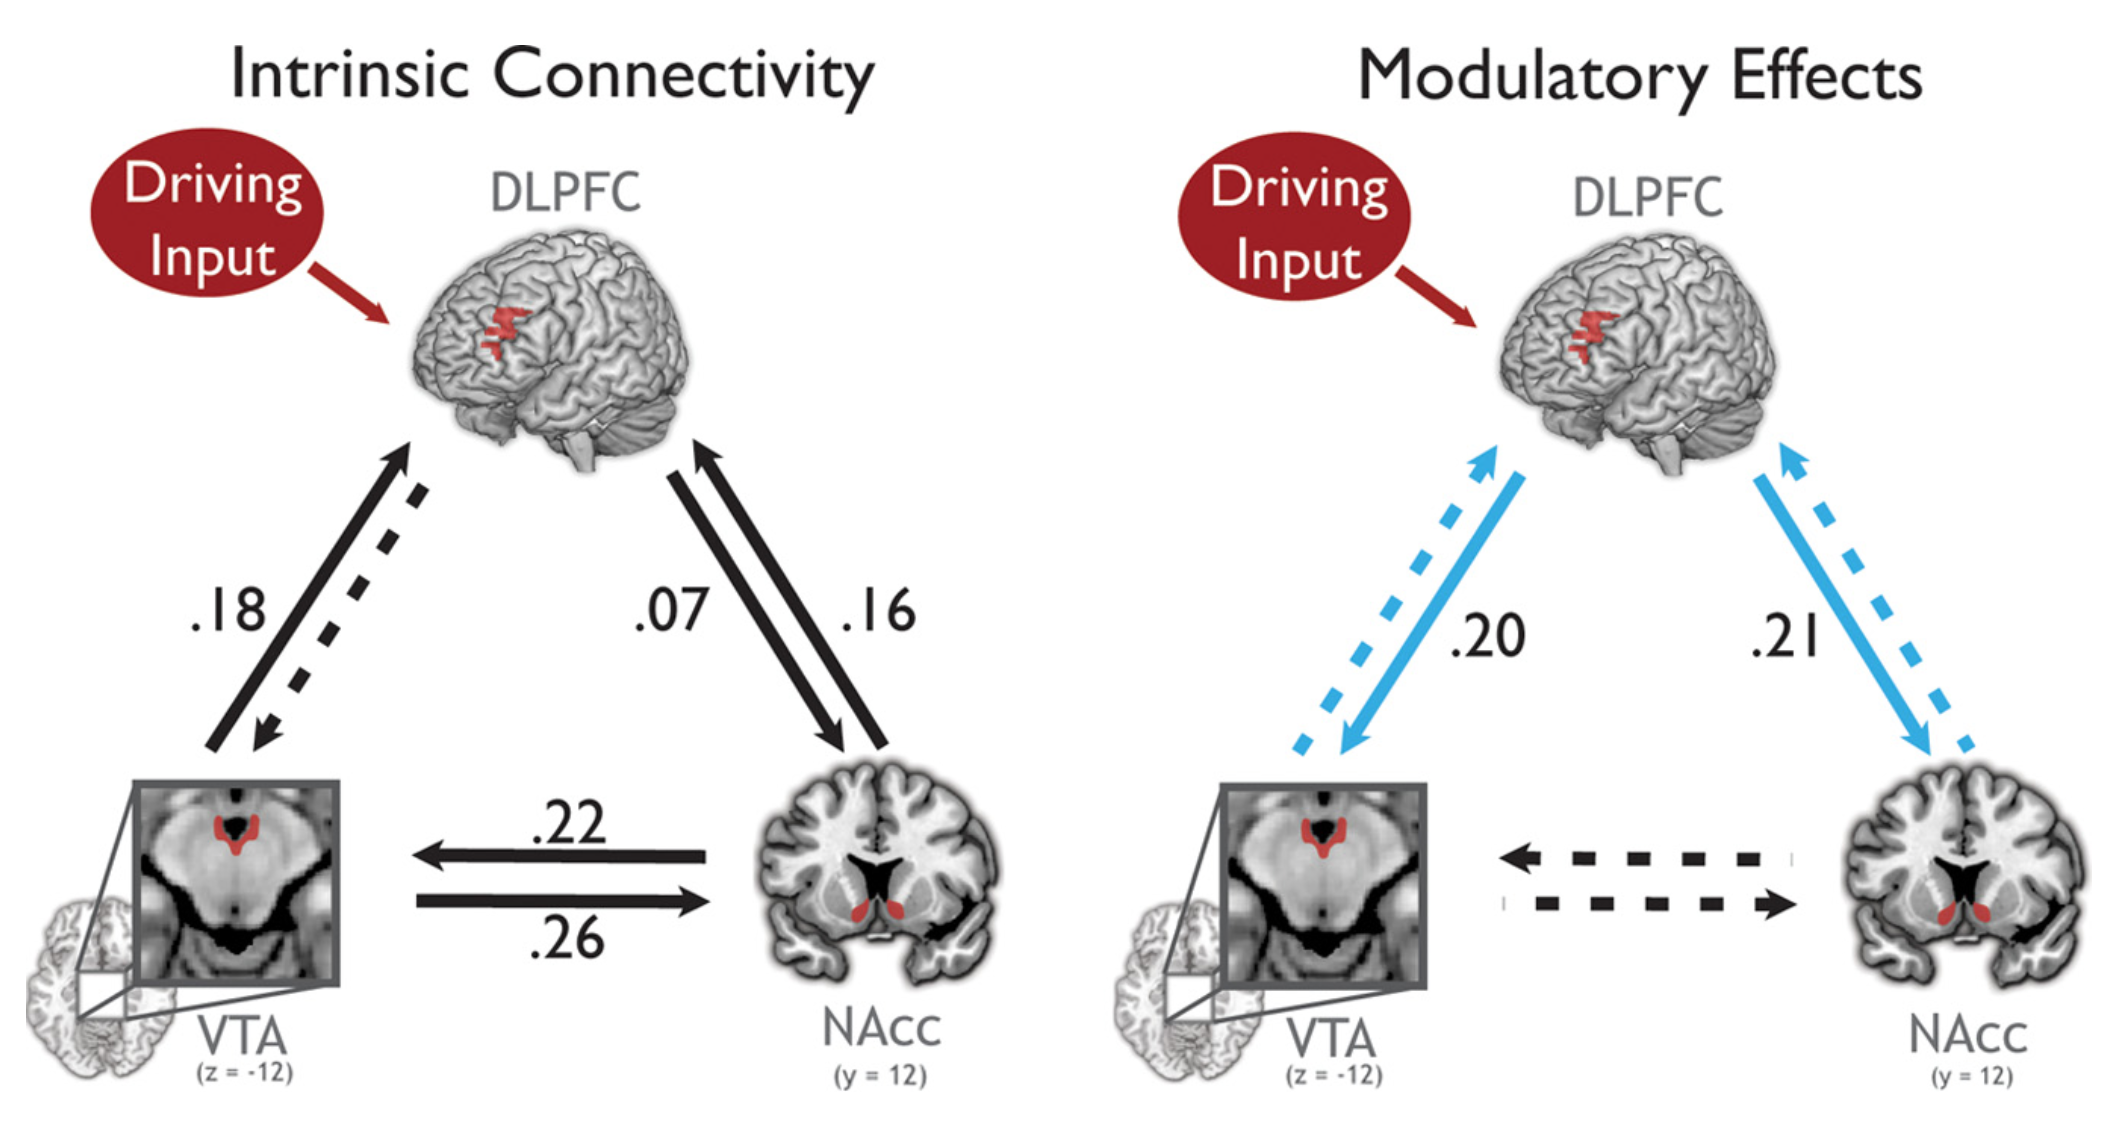 Intrinsic Connectivity
Driving
Input
DLPFC
.18
.07
.16
.22
.26
VTA
(z = -12)
NAcc
(y = 12)
Modulatory Effects
Driving
Input
DLPFC
.20
.21
VTA
(z = -12)
NAcc
(y = 12)